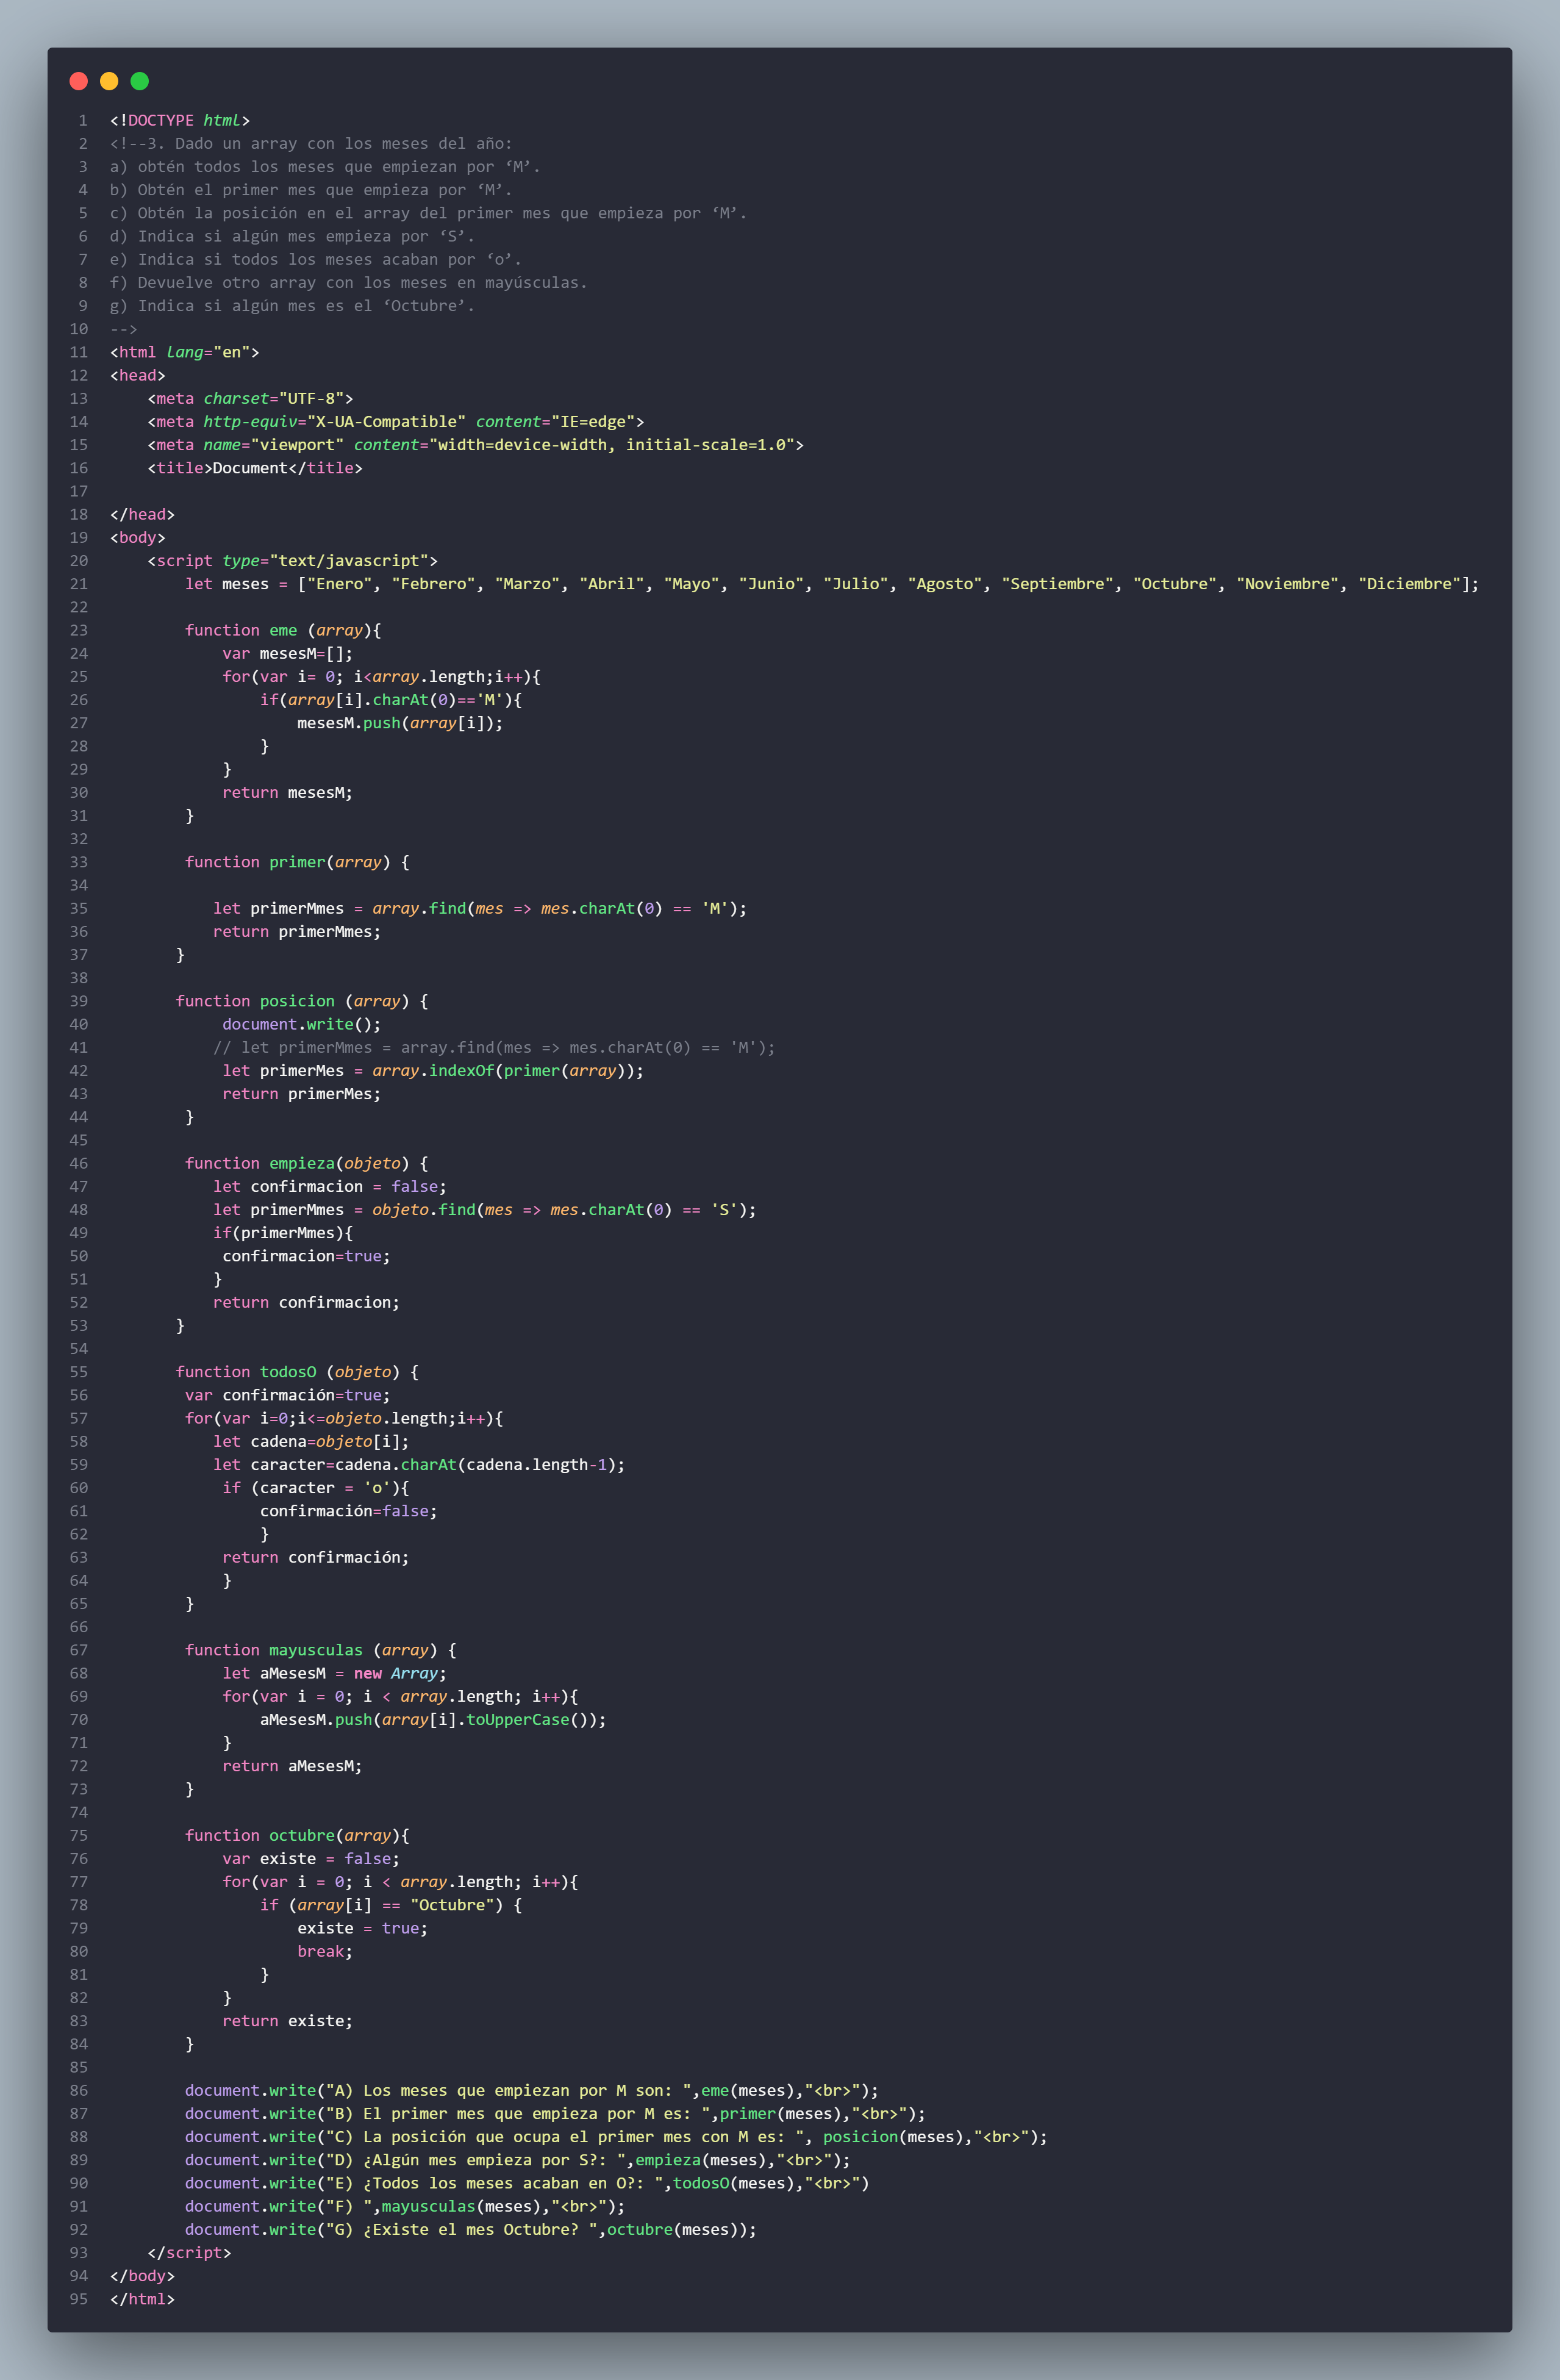 1 <!DOCTYPE html>
2 <!--3. Dado un array con los meses del año:
3 a) obtén todos los meses que empiezan por ‘M’.
4 b) Obtén el primer mes que empieza por ‘M’.
5 c) Obtén la posición en el array del primer mes que empieza por ‘M’.
6 d) Indica si algún mes empieza por ‘S’.
7 e) Indica si todos los meses acaban por ‘o’.
8 f) Devuelve otro array con los meses en mayúsculas.
9 g) Indica si algún mes es el ‘Octubre’.
10 -->
11 <html lang="en">
12 <head>
13     <meta charset="UTF-8">
14     <meta http-equiv="X-UA-Compatible" content="IE=edge">
15     <meta name="viewport" content="width=device-width, initial-scale=1.0">
16     <title>Document</title>
17
18 </head>
19 <body>
20     <script type="text/javascript">
21         let meses = ["Enero", "Febrero", "Marzo", "Abril", "Mayo", "Junio", "Julio", "Agosto", "Septiembre", "Octubre", "Noviembre", "Diciembre"];
22
23         function eme (array){
24             var mesesM=[];
25             for(var i= 0; i<array.length;i++){
26                 if(array[i].charAt(0)=='M'){
27                     mesesM.push(array[i]);
28                 }
29             }
30             return mesesM;
31         }
32
33         function primer(array) {
34
35            let primerMmes = array.find(mes => mes.charAt(0) == 'M');
36            return primerMmes;
37        }
38
39        function posicion (array) {
40             document.write();
41            // let primerMmes = array.find(mes => mes.charAt(0) == 'M');
42             let primerMes = array.indexOf(primer(array));
43             return primerMes;
44         }
45
46         function empieza(objeto) {
47            let confirmacion = false;
48            let primerMmes = objeto.find(mes => mes.charAt(0) == 'S');
49            if(primerMmes){
50             confirmacion=true;
51            }
52            return confirmacion;
53        }
54
55        function todosO (objeto) {
56         var confirmación=true;
57         for(var i=0;i<=objeto.length;i++){
58            let cadena=objeto[i];
59            let caracter=cadena.charAt(cadena.length-1);
60             if (caracter = 'o'){
61                 confirmación=false;
62                 }
63             return confirmación;
64             }
65         }
66
67         function mayusculas (array) {
68             let aMesesM = new Array;
69             for(var i = 0; i < array.length; i++){
70                 aMesesM.push(array[i].toUpperCase());
71             }
72             return aMesesM;
73         }
74
75         function octubre(array){
76             var existe = false;
77             for(var i = 0; i < array.length; i++){
78                 if (array[i] == "Octubre") {
79                     existe = true;
80                     break;
81                 }
82             }
83             return existe;
84         }
85
86         document.write("A) Los meses que empiezan por M son: ",eme(meses),"<br>");
87         document.write("B) El primer mes que empieza por M es: ",primer(meses),"<br>");
88         document.write("C) La posición que ocupa el primer mes con M es: ", posicion(meses),"<br>");
89         document.write("D) ¿Algún mes empieza por S?: ",empieza(meses),"<br>");
90         document.write("E) ¿Todos los meses acaban en O?: ",todosO(meses),"<br>")
91         document.write("F) ",mayusculas(meses),"<br>");
92         document.write("G) ¿Existe el mes Octubre? ",octubre(meses));
93     </script>
94 </body>
95 </html>